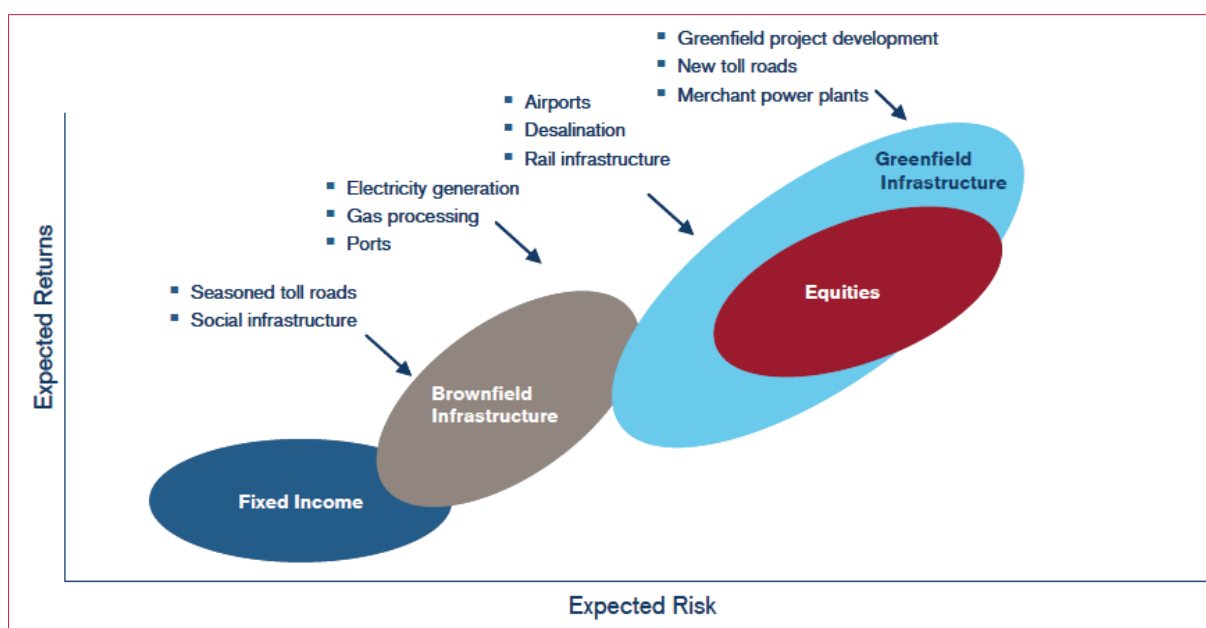 ▪ Greenfield project development
▪ New toll roads
▪ Merchant power plants
▪ Airports
▪ Desalination
▪ Rail infrastructure
▪ Electricity generation
▪ Gas processing
▪ Ports
▪ Seasoned toll roads
▪ Social infrastructure
Greenfield
Infrastructure
Equities
Brownfield
Infrastructure
Fixed Income
Expected Returns
Expected Risk